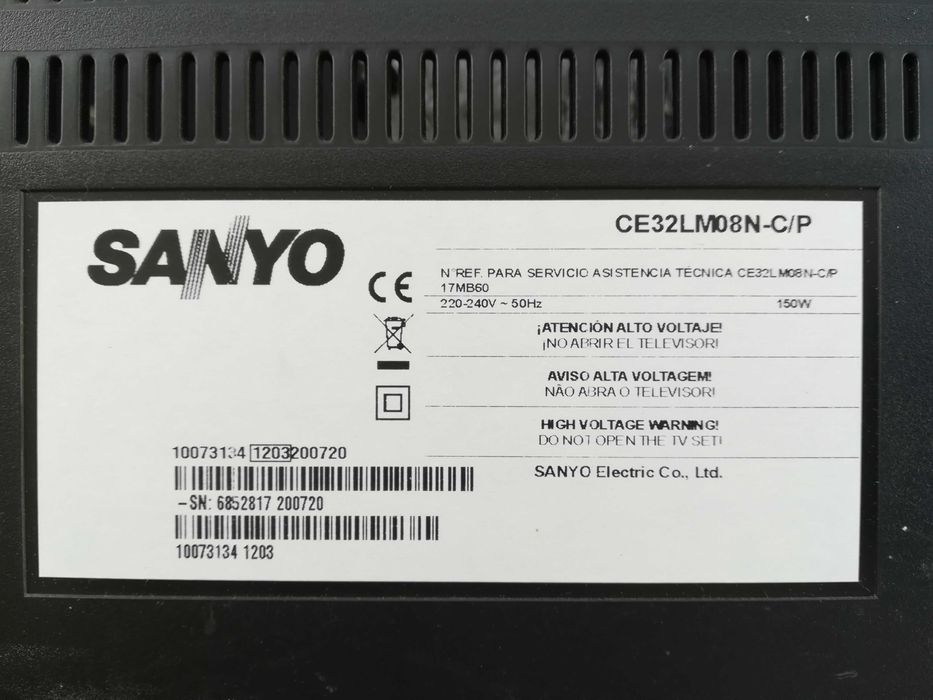 SANYO
CE32LM08N-C/P
CE
N°REF. PARA SERVICIO ASISTENCIA TÉCNICA CE32LM08N-C/P
17MB60
220-240V ~ 50Hz 150W
¡ATENCIÓN ALTO VOLTAJE!
¡NO ABRIR EL TELEVISOR!
AVISO ALTA VOLTAGEM!
NÃO ABRA O TELEVISOR!
HIGH VOLTAGE WARNING!
DO NOT OPEN THE TV SET!
SANYO Electric Co., Ltd.
10073134 1203 200720
-SN: 6852817 200720
10073134 1203